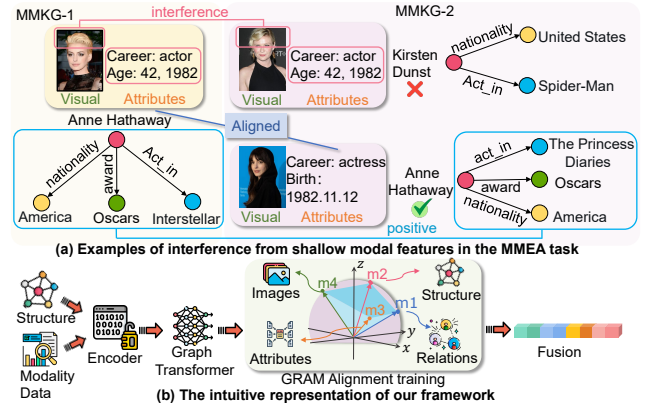 MMKG-1
interference
MMKG-2
Career: actor
Age: 42, 1982
Visual
Attributes
Career: actor
Age: 42, 1982
Visual
Attributes
Kirsten
Dunst
nationality
United States
Act_in
Spider-Man
Anne Hathaway
Aligned
nationality
award
Act_in
America
Oscars
Interstellar
Career: actress
Birth:
1982.11.12
Visual
Attributes
Anne
Hathaway
positive
act_in
The Princess
Diaries
award
Oscars
nationality
America
(a) Examples of interference from shallow modal features in the MMEA task
Structure
Modality
Data
010101
00010
01010
Encoder
Graph
Transformer
Images
Attributes
m4
z
m2
m1
m3
y
x
Structure
Relations
GRAM Alignment training
Fusion
(b) The intuitive representation of our framework